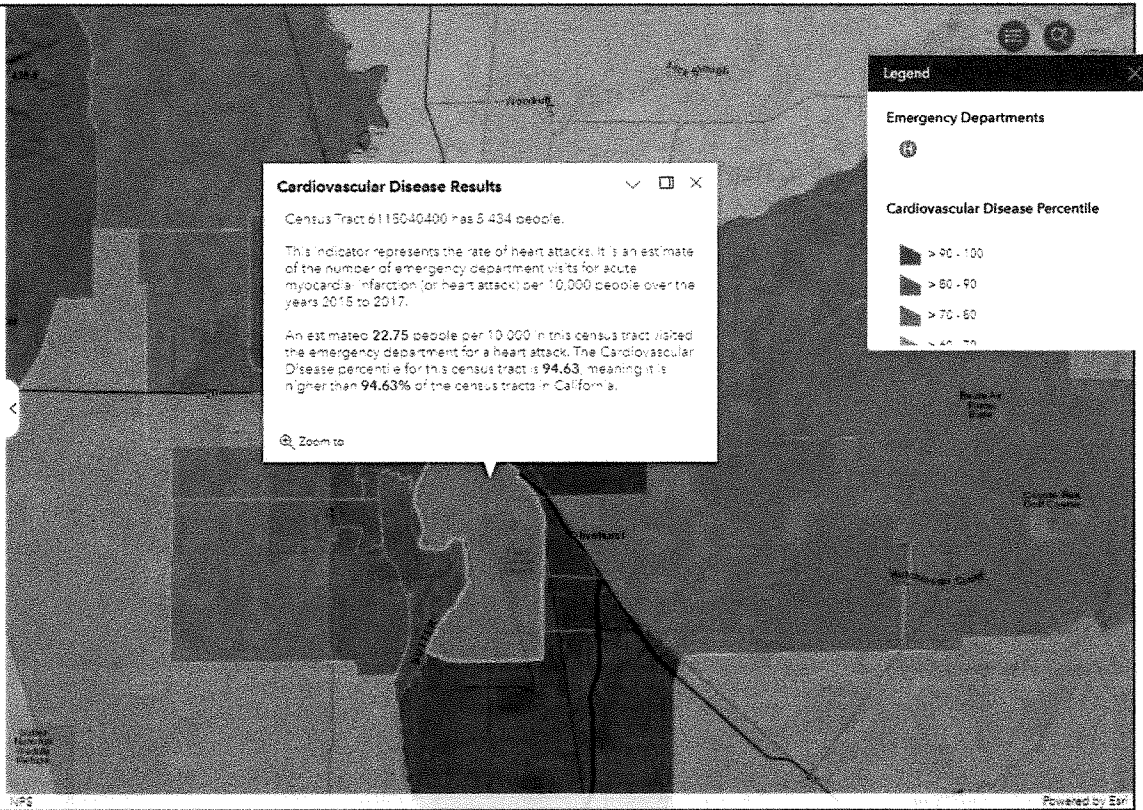 Legend
Emergency Departments
Cardiovascular Disease Percentile
> 90 - 100
> 80 - 90
> 70 - 80
> 60 - 70
Cardiovascular Disease Results
Census Tract 6115040400 has 5,434 people.
This indicator represents the rate of heart attacks. It is an estimate
of the number of emergency department visits for acute
myocardial infarction (or heart attack) per 10,000 people over the
years 2015 to 2017.
An estimated 22.75 people per 10,000 in this census tract visited
the emergency department for a heart attack. The Cardiovascular
Disease percentile for this census tract is 94.63, meaning it is
higher than 94.63% of the census tracts in California.
Zoom to
Olivehurst
SUTTER
NPS
Powered by Esri